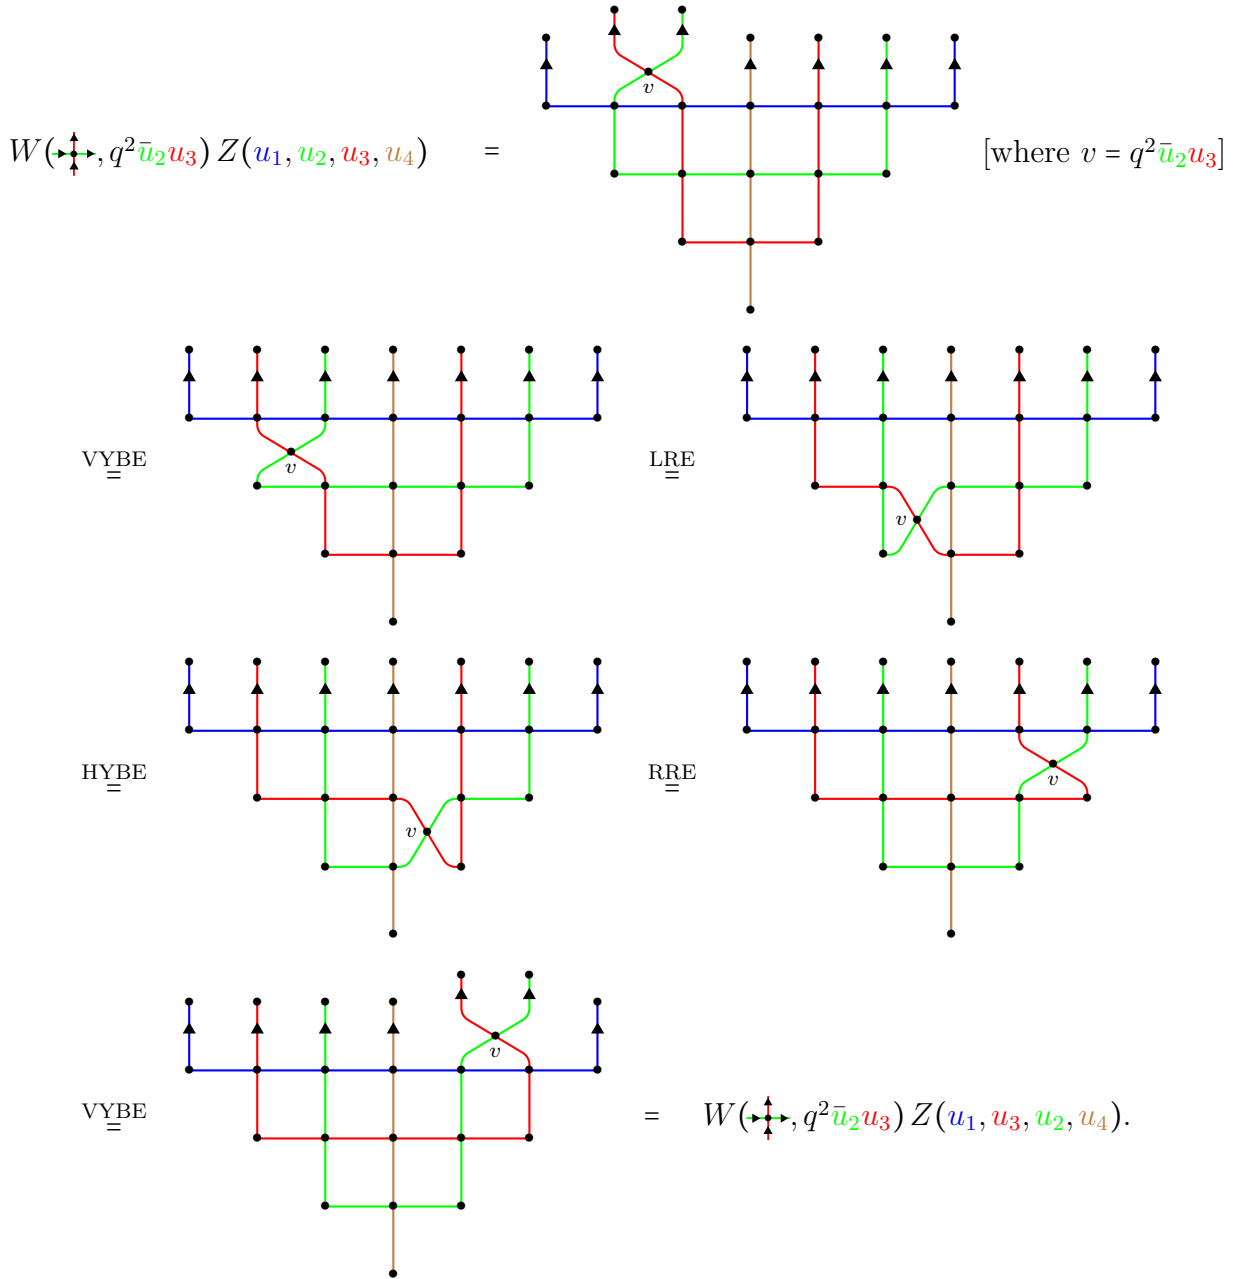 W( , q²ū₂u₃) Z(u₁, u₂, u₃, u₄) = v [where v = q²ū₂u₃]
VYBE = v LRE = v
HYBE = v RRE = v
VYBE = v = W( , q²ū₂u₃) Z(u₁, u₃, u₂, u₄).